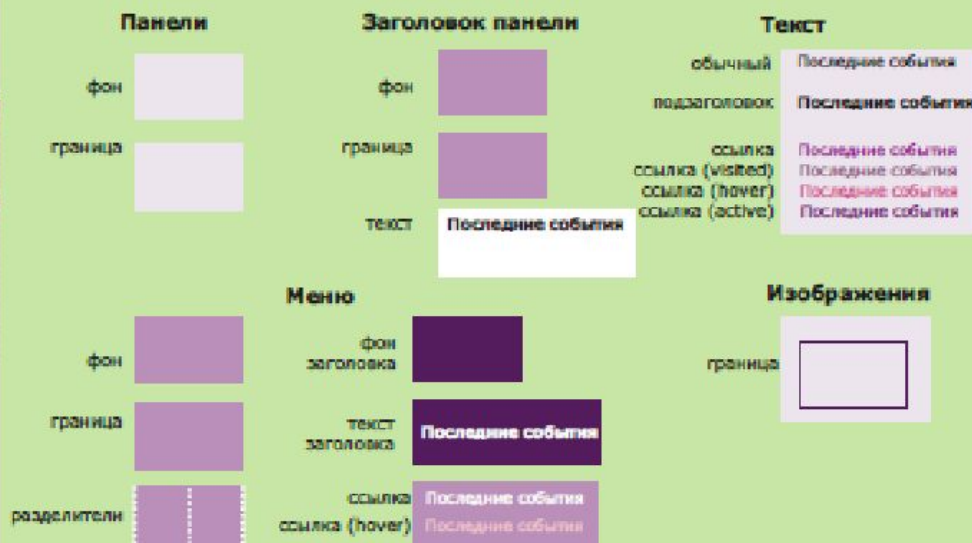 Панели
фон
граница
Заголовок панели
фон
граница
текст
Последние события
Текст
обычный
Последние события
подзаголовок
Последние события
ссылка
Последние события
ссылка (visited)
Последние события
ссылка (hover)
Последние события
ссылка (active)
Последние события
Меню
фон
граница
разделители
фон
заголовка
текст
заголовка
Последние события
ссылка
Последние события
ссылка (hover)
Последние события
Изображения
граница